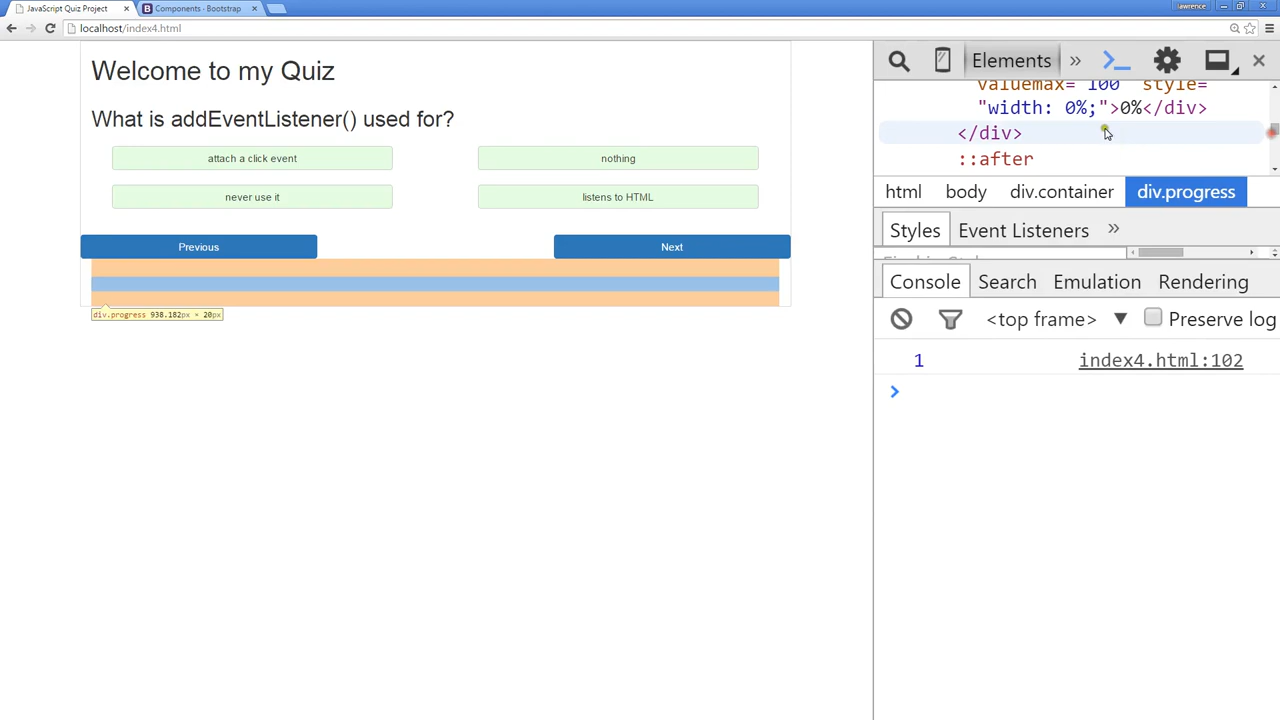 JavaScript Quiz Project
Components · Bootstrap
lawrence
localhost/index4.html
Welcome to my Quiz
What is addEventListener() used for?
attach a click event
nothing
never use it
listens to HTML
Previous
Next
div.progress 938.182px × 20px
Elements
valuemax="100" style=
"width: 0%;">0%</div>
</div>
::after
html body div.container div.progress
Styles Event Listeners »
Console Search Emulation Rendering
<top frame> ▼ Preserve log
1 index4.html:102